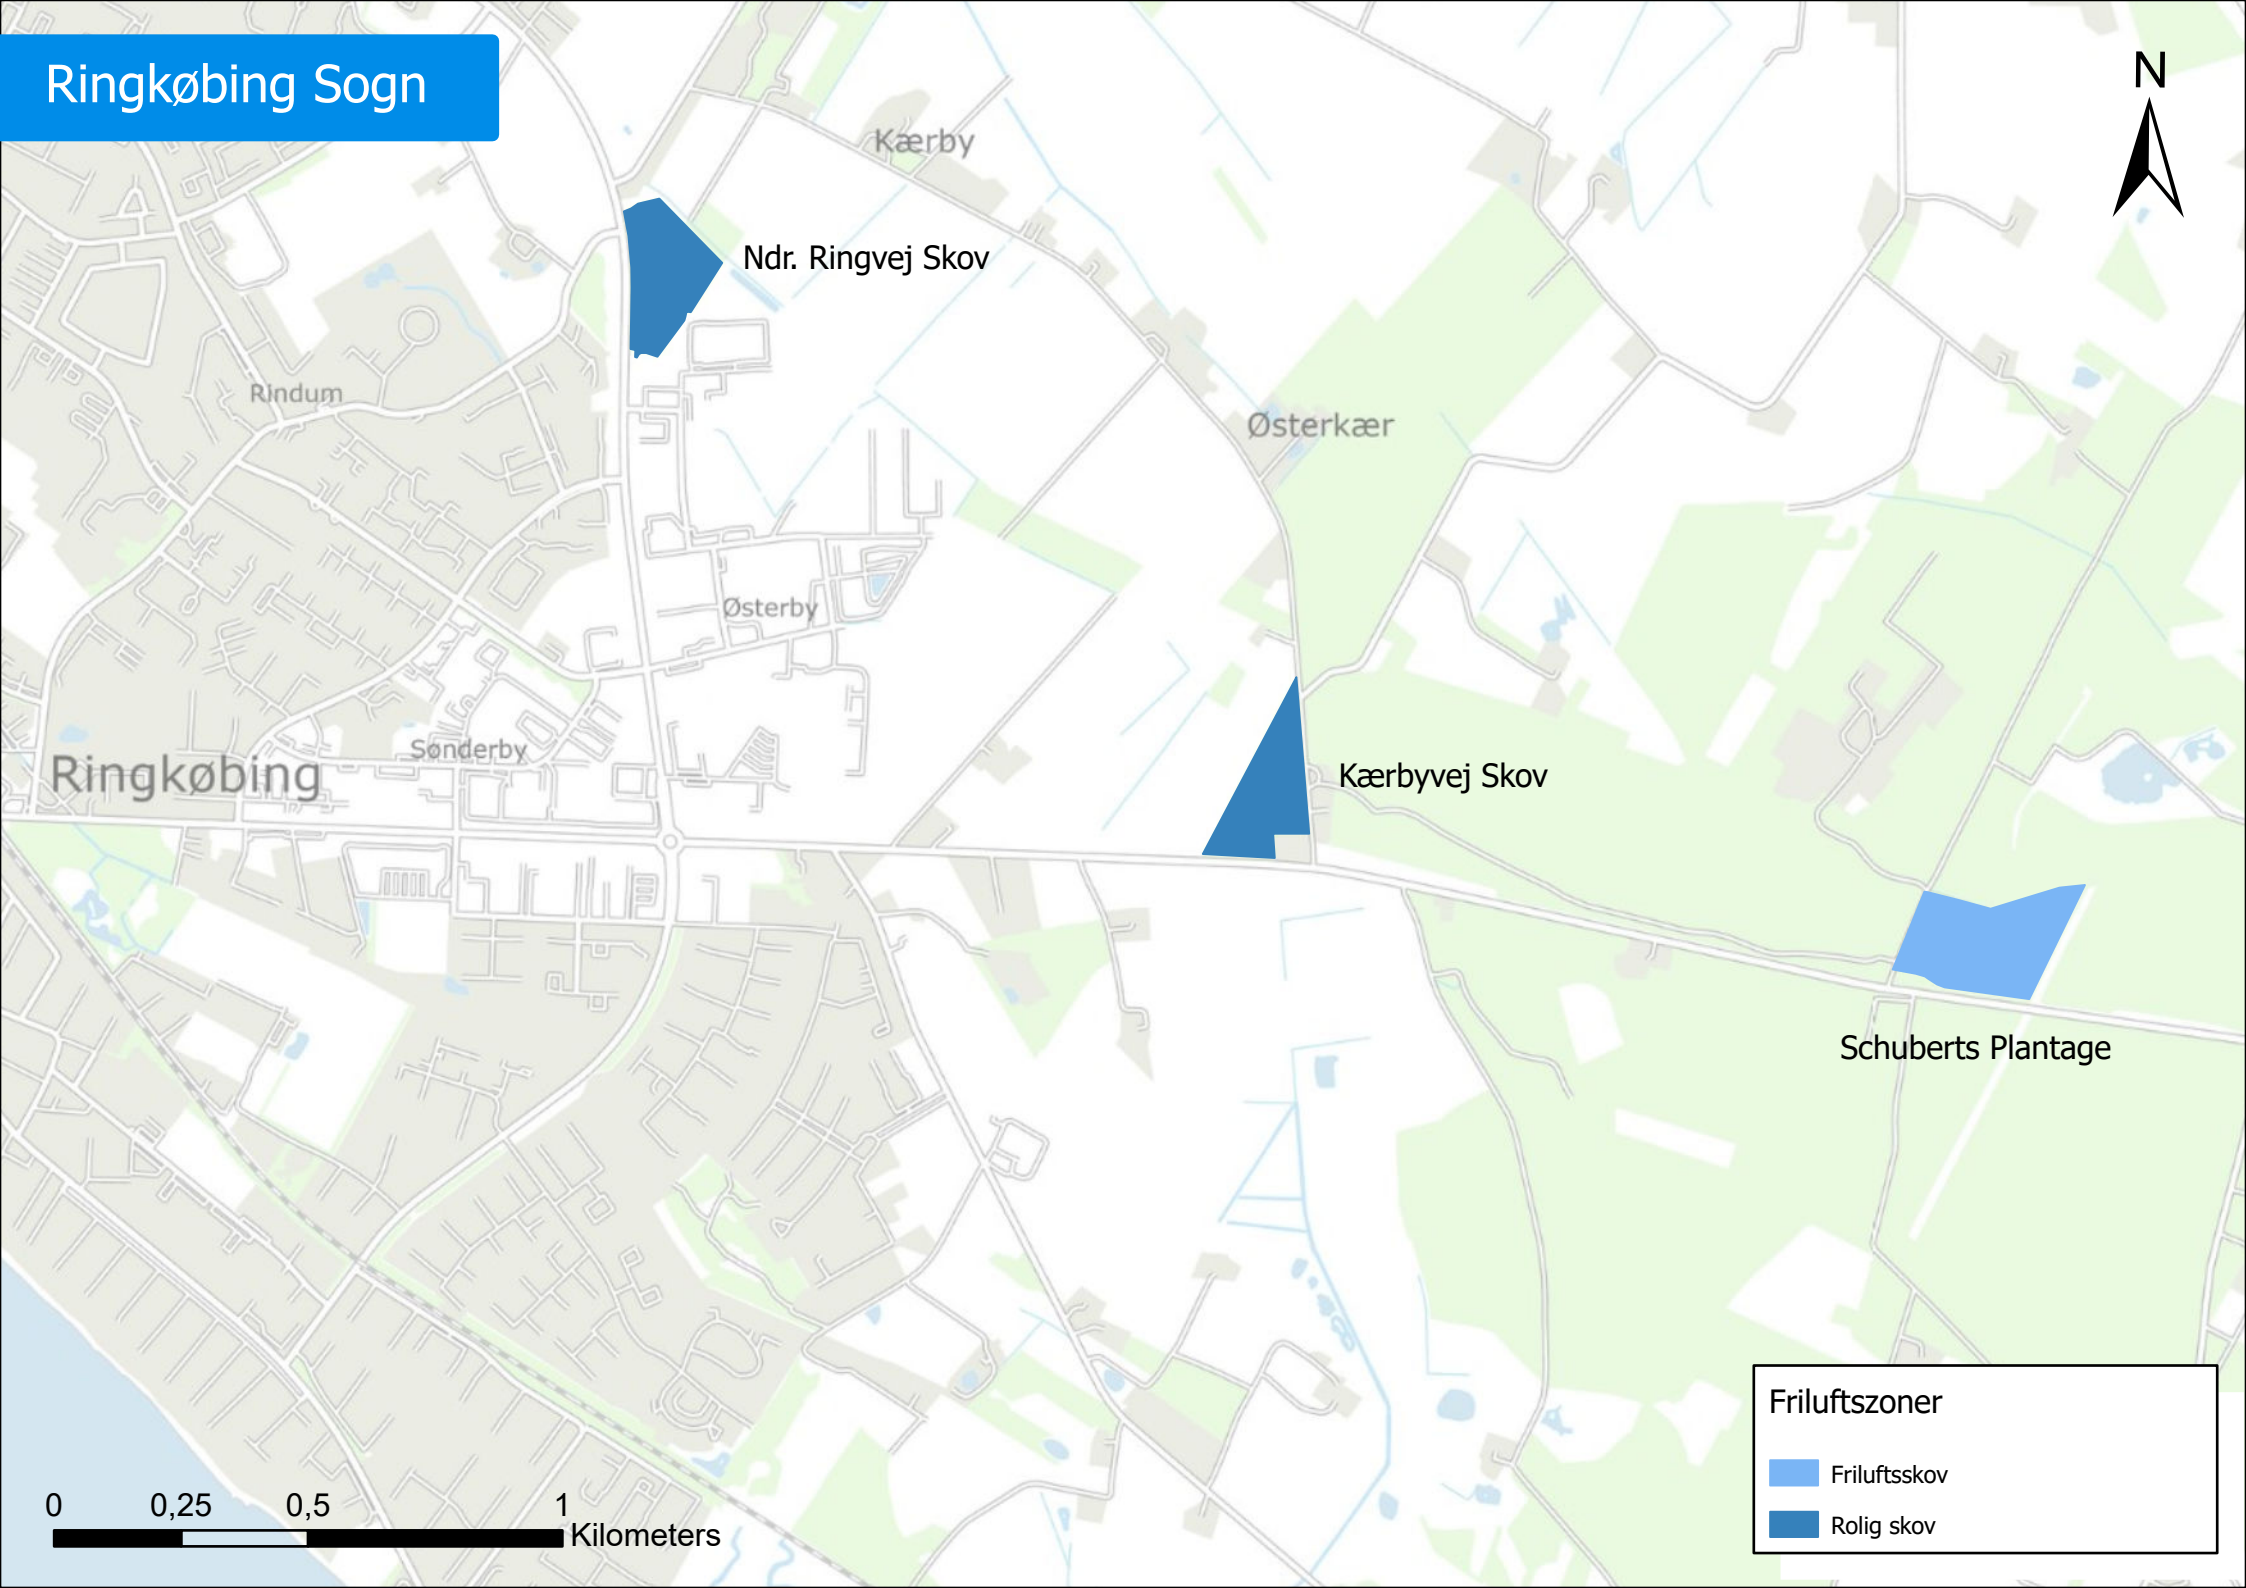 Ringkøbing Sogn
N
Kærby
Ndr. Ringvej Skov
Rindum
Østerkær
Østerby
Sønderby
Ringkøbing
Kærbyvej Skov
Schuberts Plantage
Friluftszoner
Friluftsskov
Rolig skov
0 0,25 0,5 1
Kilometers